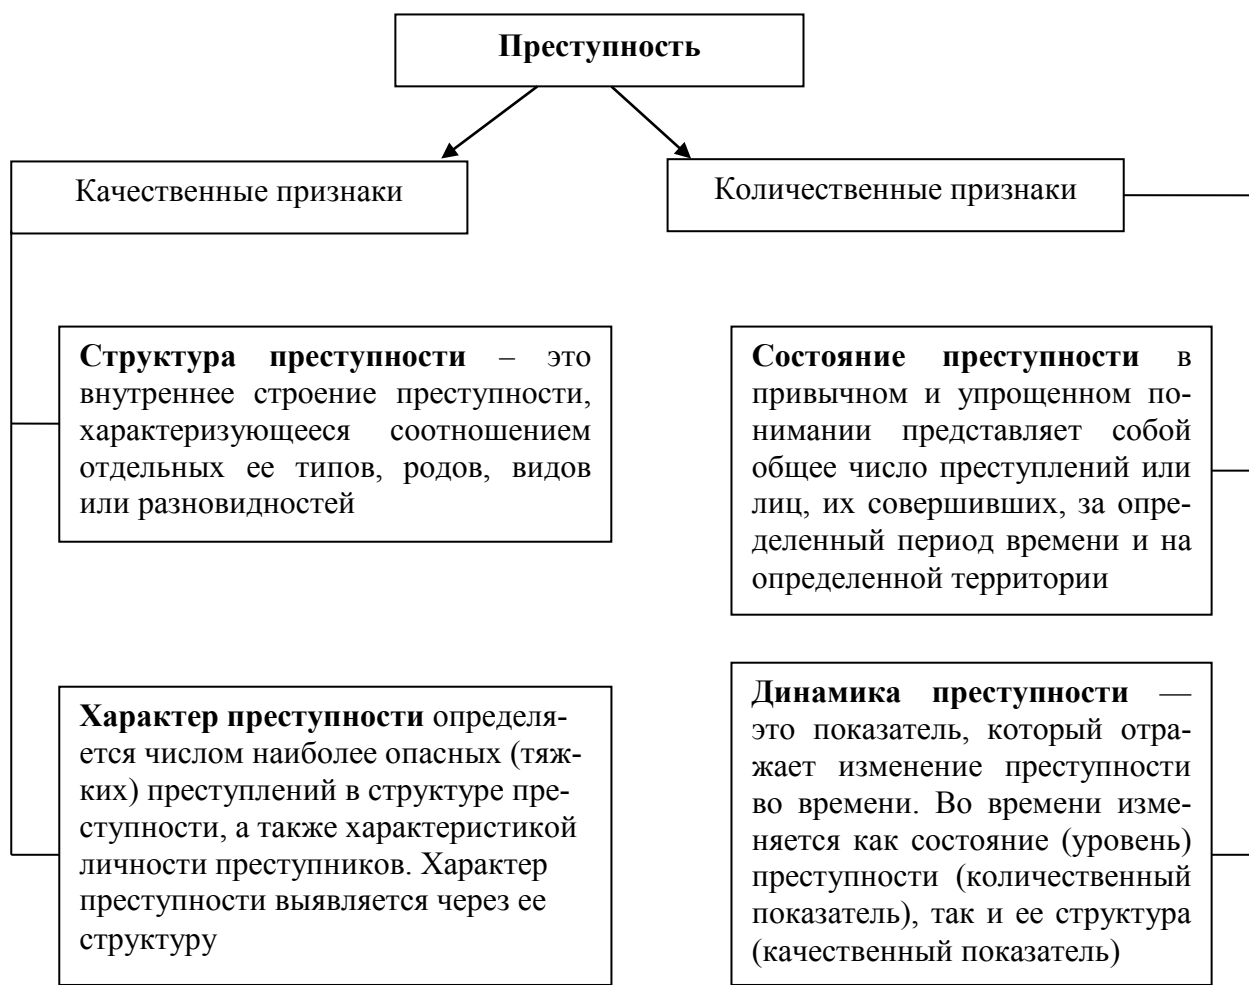 Преступность
Качественные признаки
Количественные признаки
Структура преступности – это
внутреннее строение преступности,
характеризующееся соотношением
отдельных ее типов, родов, видов
или разновидностей
Характер преступности определя-
ется числом наиболее опасных (тяж-
ких) преступлений в структуре пре-
ступности, а также характеристикой
личности преступников. Характер
преступности выявляется через ее
структуру
Состояние преступности в
привычном и упрощенном по-
нимании представляет собой
общее число преступлений или
лиц, их совершивших, за опре-
деленный период времени и на
определенной территории
Динамика преступности —
это показатель, который отра-
жает изменение преступности
во времени. Во времени изме-
няется как состояние (уровень)
преступности (количественный
показатель), так и ее структура
(качественный показатель)